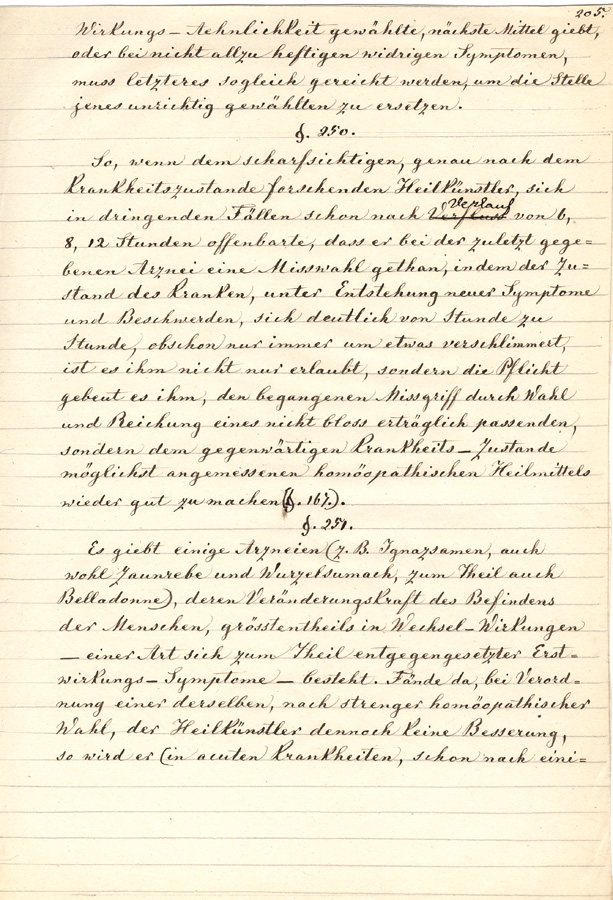 205.
Wirkungs-Aehnlichkeit gewählte, nächste Mittel giebt,
oder bei nicht allzu heftigen widrigen Symptomen,
muss letzteres sogleich gereicht werden, um die Stelle
jenes unrichtig gewählten zu ersetzen.
§. 250.
So, wenn dem scharfsichtigen, genau nach dem
Krankheitszustande forschenden Heilkünstler, sich
Verlauf
in dringenden Fällen schon nach Verfluss von 6,
8, 12 Stunden offenbarte, dass er bei der zuletzt gege=
benen Arznei eine Misswahl gethan, indem der Zu=
stand des Kranken, unter Entstehung neuer Symptome
und Beschwerden, sich deutlich von Stunde zu
Stunde, obschon nur immer um etwas verschlimmert,
ist es ihm nicht nur erlaubt, sondern die Pflicht
gebeut es ihm, den begangenen Missgriff durch Wahl
und Reichung eines nicht bloss erträglich passenden,
sondern dem gegenwärtigen Krankheits-Zustande
möglichst angemessenen homöopathischen Heilmittels
wieder gut zu machen (§. 167.).
§. 251.
Es giebt einige Arzneien (z. B. Ignazsamen, auch
wohl Zaunrebe und Wurzelsumach, zum Theil auch
Belladonne), deren Veränderungskraft des Befindens
der Menschen, grösstentheils in Wechsel-Wirkungen
- einer Art sich zum Theil entgegengesetzter Erst=
wirkungs-Symptome - besteht. Fände da, bei Verord=
nung einer derselben, nach strenger homöopathischer
Wahl, der Heilkünstler dennoch keine Besserung,
so wird er (in acuten Krankheiten, schon nach eini=